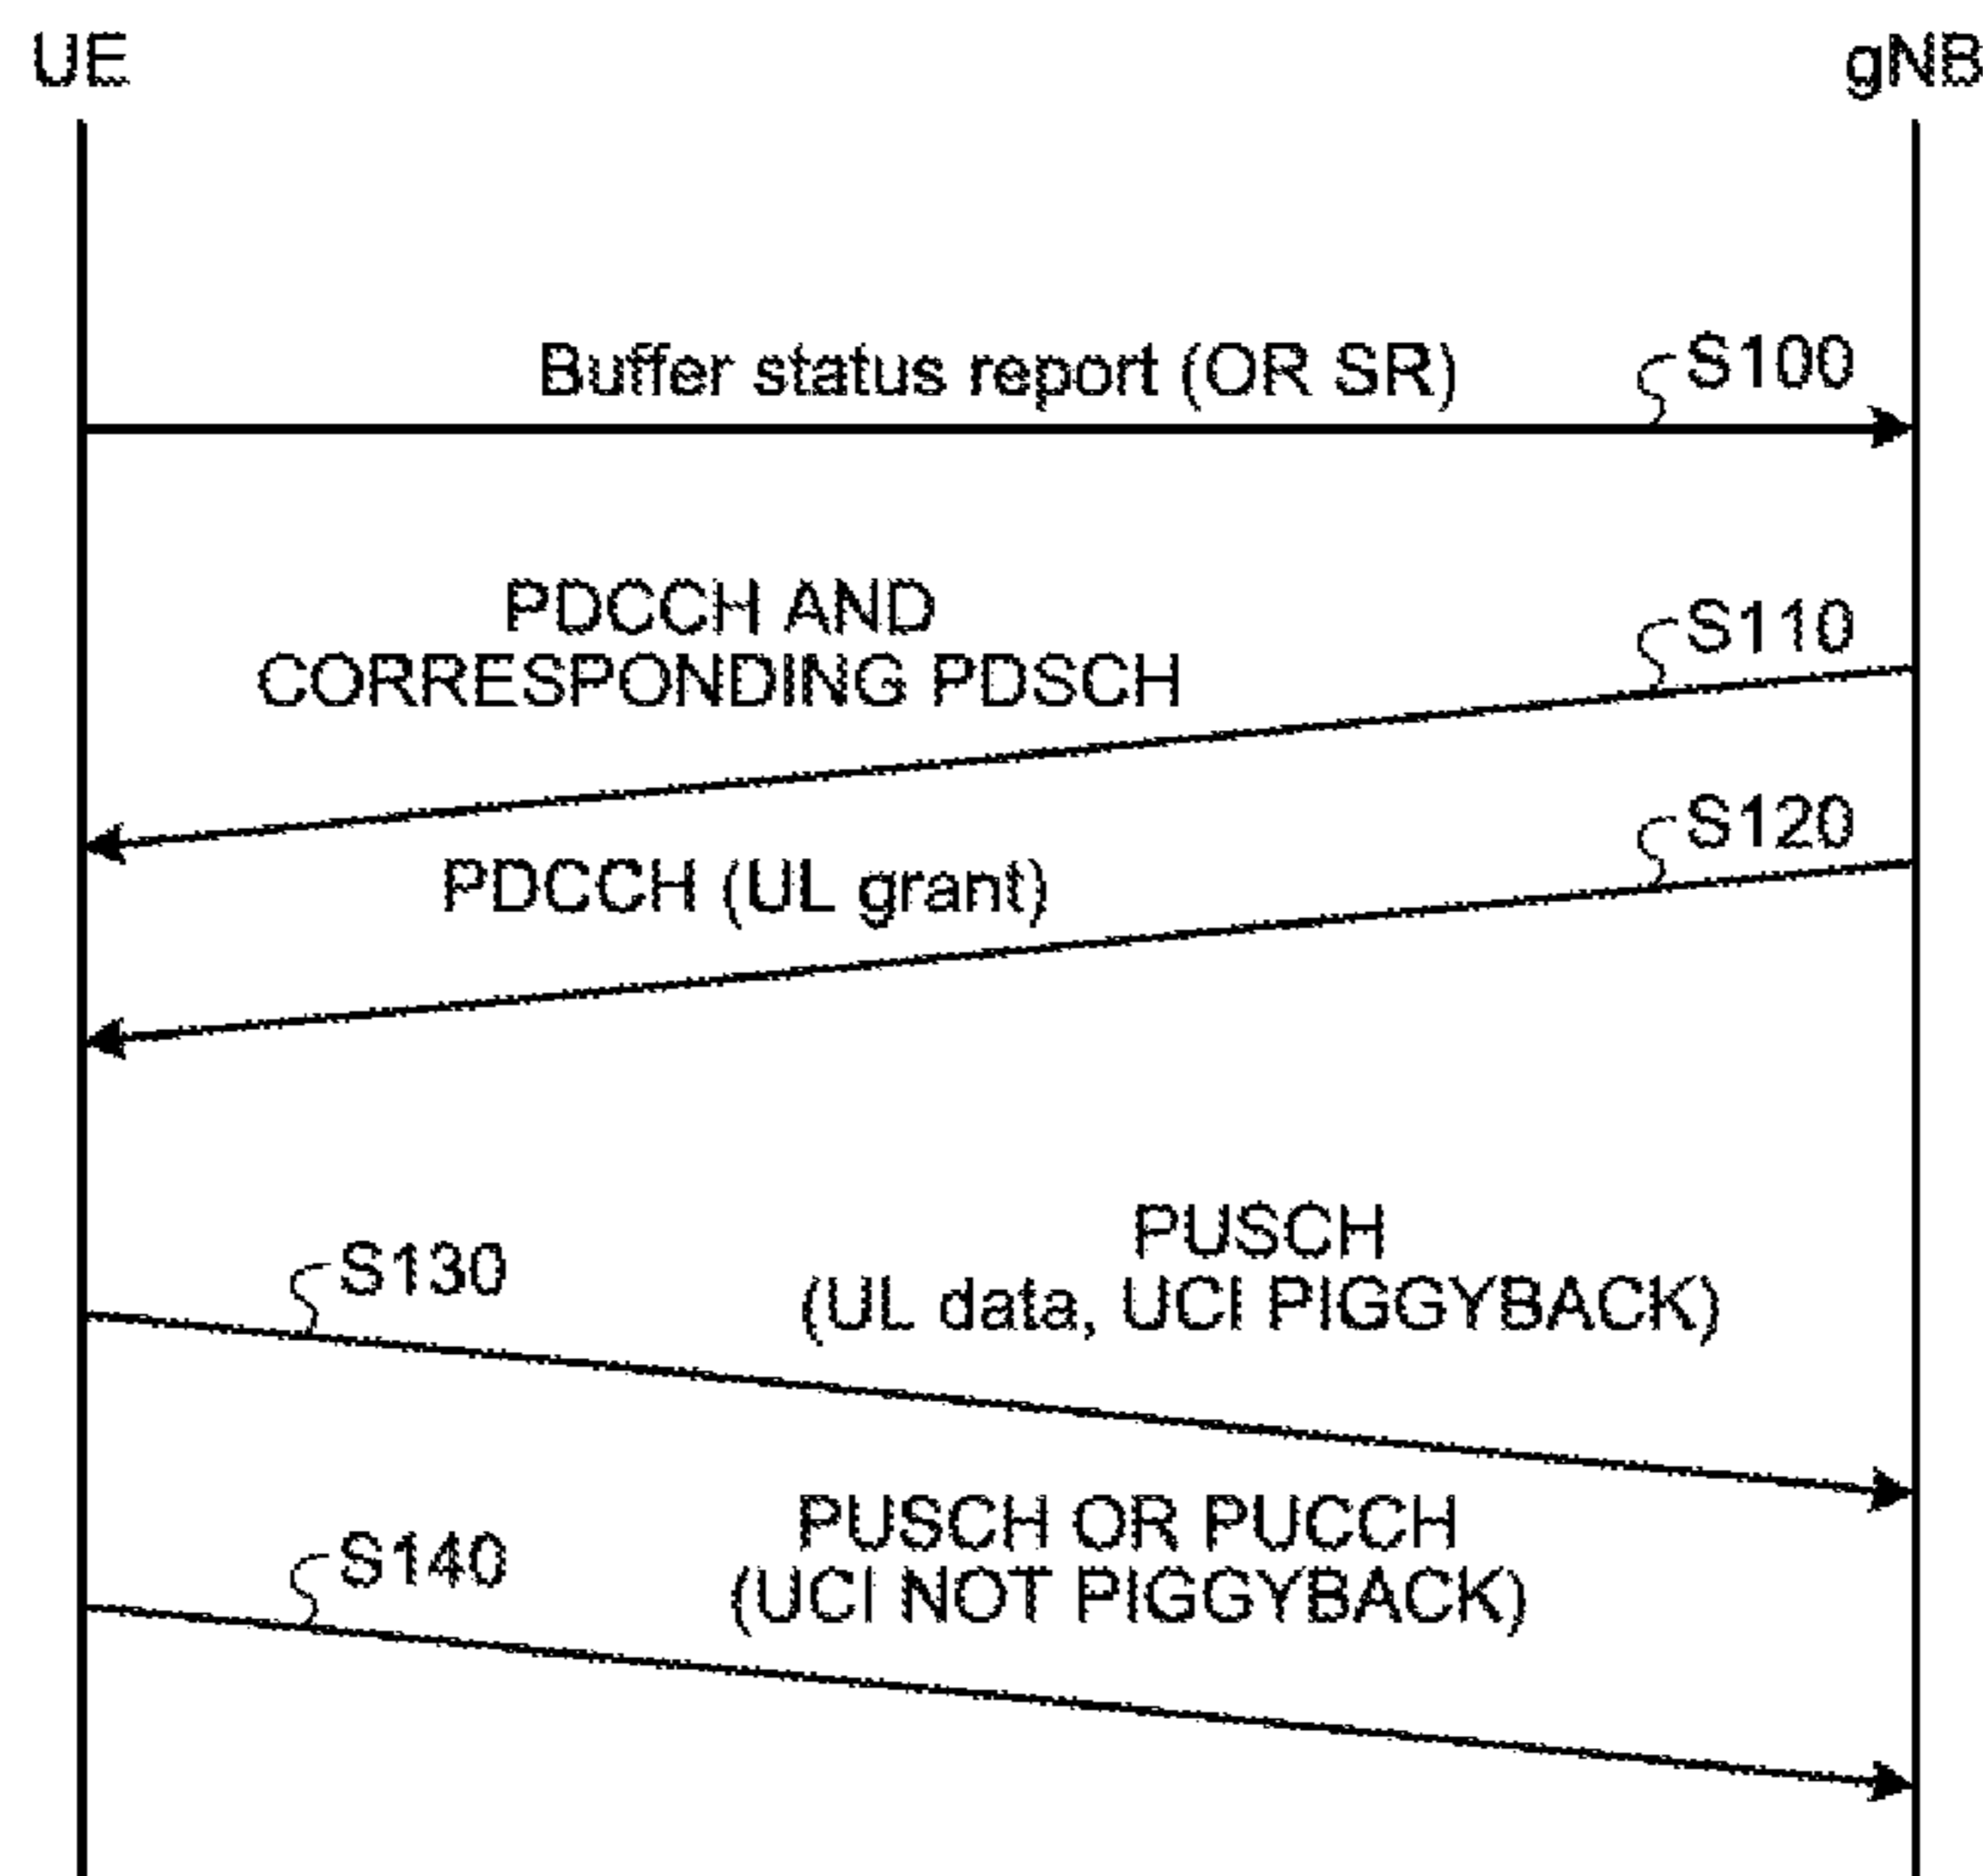 UE
gNB
Buffer status report (OR SR)
S100
PDCCH AND
CORRESPONDING PDSCH
S110
S120
PDCCH (UL grant)
S130
PUSCH
(UL data, UCI PIGGYBACK)
S140
PUSCH OR PUCCH
(UCI NOT PIGGYBACK)